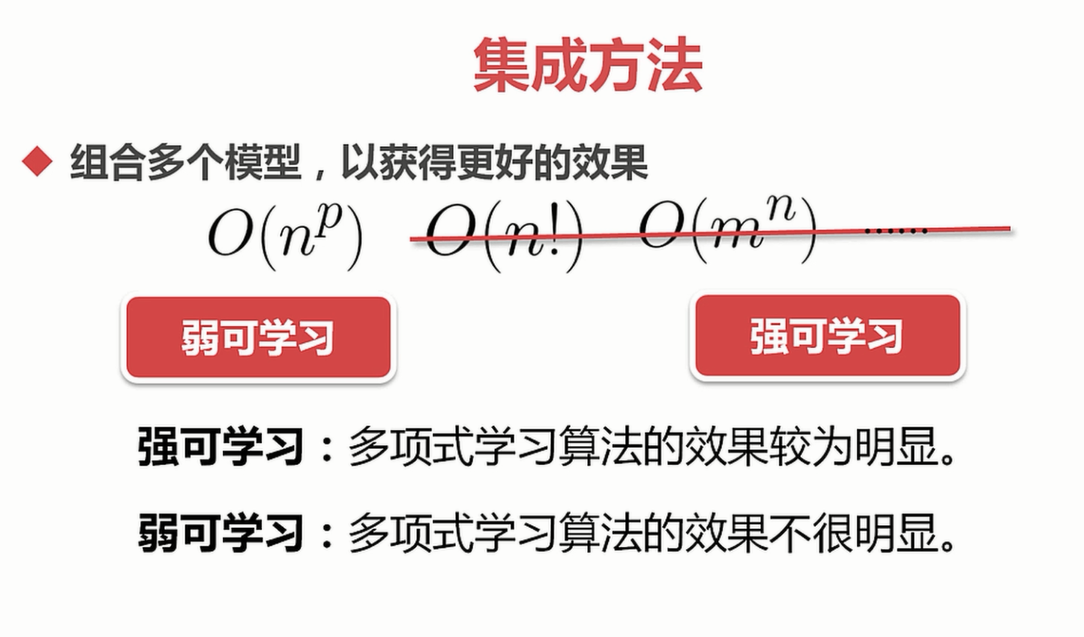 集成方法
组合多个模型，以获得更好的效果
O(n^p) O(n!) O(m^n) ......
弱可学习 强可学习
强可学习：多项式学习算法的效果较为明显。
弱可学习：多项式学习算法的效果不很明显。